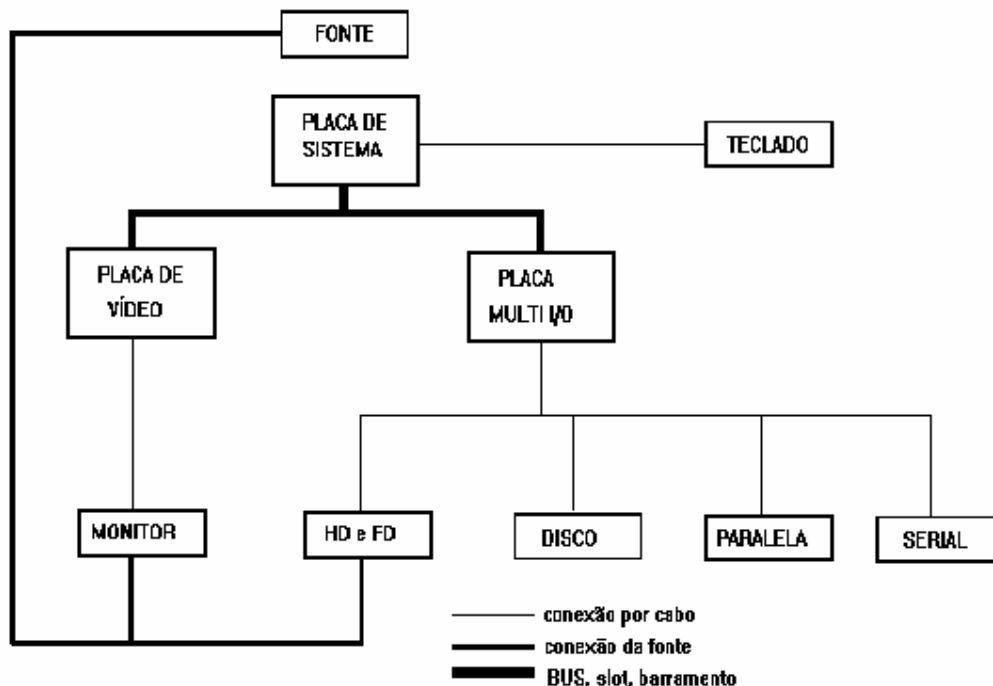 FONTE
PLACA DE
SISTEMA
TECLADO
PLACA DE
VÍDEO
PLACA
MULTI I/O
MONITOR
HD e FD
DISCO
PARALELA
SERIAL
conexão por cabo
conexão da fonte
BUS, slot, barramento